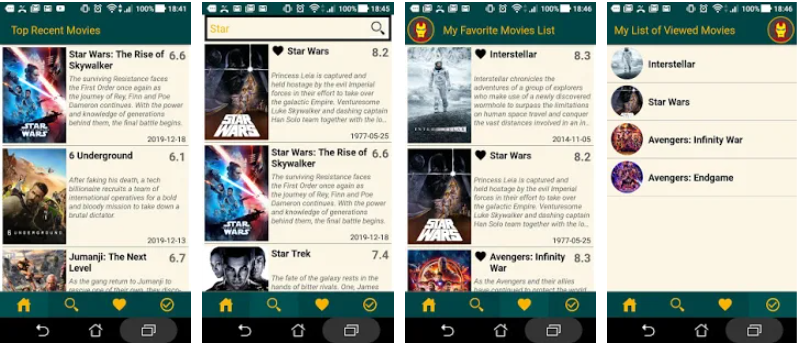 100% 18:41
Top Recent Movies
Star Wars: The Rise of
Skywalker
6.6
The surviving Resistance faces
the First Order once again as
the journey of Rey, Finn and Poe
Dameron continues. With the power
and knowledge of generations
behind them, the final battle begins.
2019-12-18
STAR WARS
6 Underground
6.1
After faking his death, a tech
billionaire recruits a team of
international operatives for a bold
and bloody mission to take down a
brutal dictator.
2019-12-13
6 UNDERGROUND
Jumanji: The Next
Level
6.7
As the gang return to Jumanji to
rescue one of their own, they disco...
100% 18:45
Star
Star Wars
8.2
Princess Leia is captured and
held hostage by the evil Imperial
forces in their effort to take over
the galactic Empire. Venturesome
Luke Skywalker and dashing captain
Han Solo team together with the lo...
1977-05-25
STAR
WARS
Star Wars: The Rise of
Skywalker
6.6
The surviving Resistance faces
the First Order once again as
the journey of Rey, Finn and Poe
Dameron continues. With the power
and knowledge of generations
behind them, the final battle begins.
2019-12-18
STAR WARS
Star Trek
7.4
The fate of the galaxy rests in the
hands of bitter rivals. One, James
100% 18:46
My Favorite Movies List
Interstellar
8.3
Interstellar chronicles the
adventures of a group of explorers
who make use of a newly discovered
wormhole to surpass the limitations
on human space travel and conquer
the vast distances involved in an in...
2014-11-05
INTERSTELLAR
Star Wars
8.2
Princess Leia is captured and
held hostage by the evil Imperial
forces in their effort to take over
the galactic Empire. Venturesome
Luke Skywalker and dashing captain
Han Solo team together with the lo...
1977-05-25
STAR
WARS
Avengers: Infinity
War
8.3
As the Avengers and their allies
have continued to protect the world
100% 18:46
My List of Viewed Movies
Interstellar
Star Wars
Avengers: Infinity War
Avengers: Endgame